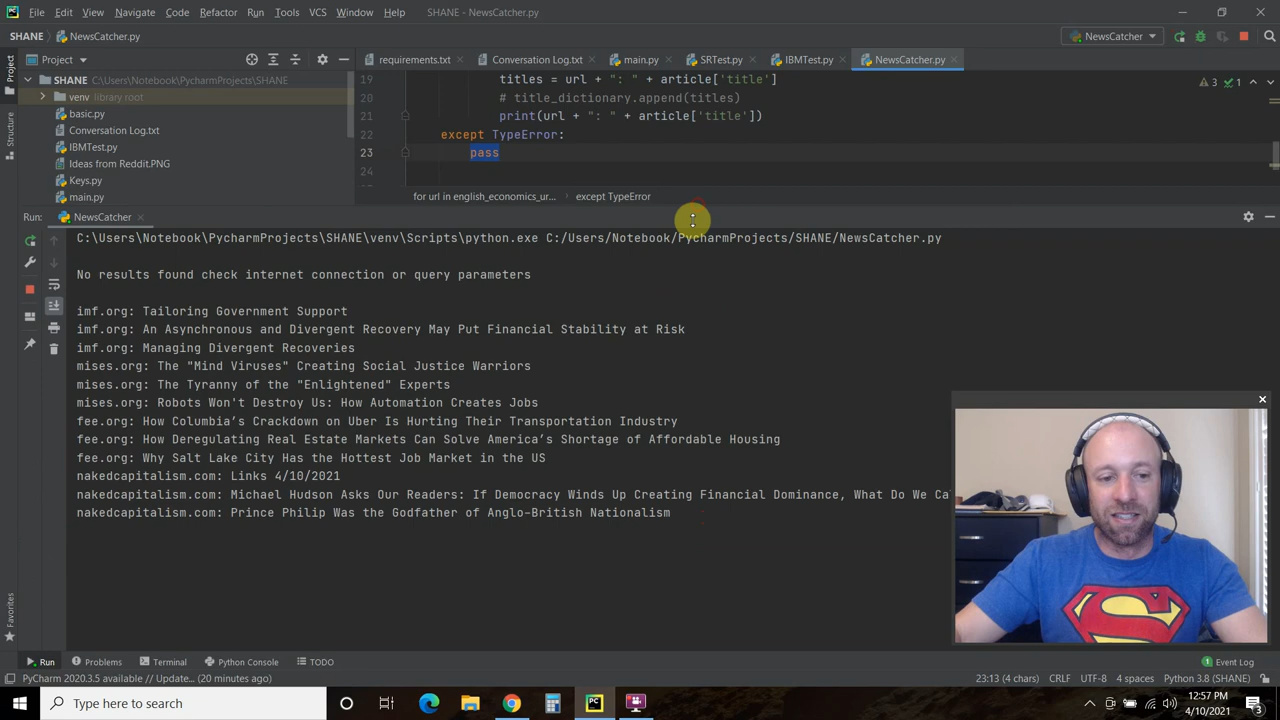 File Edit View Navigate Code Refactor Run Tools VCS Window Help SHANE - NewsCatcher.py
SHANE NewsCatcher.py NewsCatcher
Project requirements.txt Conversation Log.txt main.py SRTest.py IBMTest.py NewsCatcher.py
Project
Structure
Favorites
SHANE C:\Users\Notebook\PycharmProjects\SHANE
venv library root
basic.py
Conversation Log.txt
IBMTest.py
Ideas from Reddit.PNG
Keys.py
main.py
19 titles = url + ": " + article['title']
20 # title_dictionary.append(titles)
21 print(url + ": " + article['title'])
22 except TypeError:
23 pass
24
3 1
for url in english_economics_ur... except TypeError
Run: NewsCatcher
C:\Users\Notebook\PycharmProjects\SHANE\venv\Scripts\python.exe C:/Users/Notebook/PycharmProjects/SHANE/NewsCatcher.py
No results found check internet connection or query parameters
imf.org: Tailoring Government Support
imf.org: An Asynchronous and Divergent Recovery May Put Financial Stability at Risk
imf.org: Managing Divergent Recoveries
mises.org: The "Mind Viruses" Creating Social Justice Warriors
mises.org: The Tyranny of the "Enlightened" Experts
mises.org: Robots Won't Destroy Us: How Automation Creates Jobs
fee.org: How Columbia’s Crackdown on Uber Is Hurting Their Transportation Industry
fee.org: How Deregulating Real Estate Markets Can Solve America’s Shortage of Affordable Housing
fee.org: Why Salt Lake City Has the Hottest Job Market in the US
nakedcapitalism.com: Links 4/10/2021
nakedcapitalism.com: Michael Hudson Asks Our Readers: If Democracy Winds Up Creating Financial Dominance, What Do We Ca
nakedcapitalism.com: Prince Philip Was the Godfather of Anglo-British Nationalism
Run Problems Terminal Python Console TODO 1 Event Log
PyCharm 2020.3.5 available // Update... (20 minutes ago) 23:13 (4 chars) CRLF UTF-8 4 spaces Python 3.8 (SHANE)
Type here to search
12:57 PM
4/10/2021
3